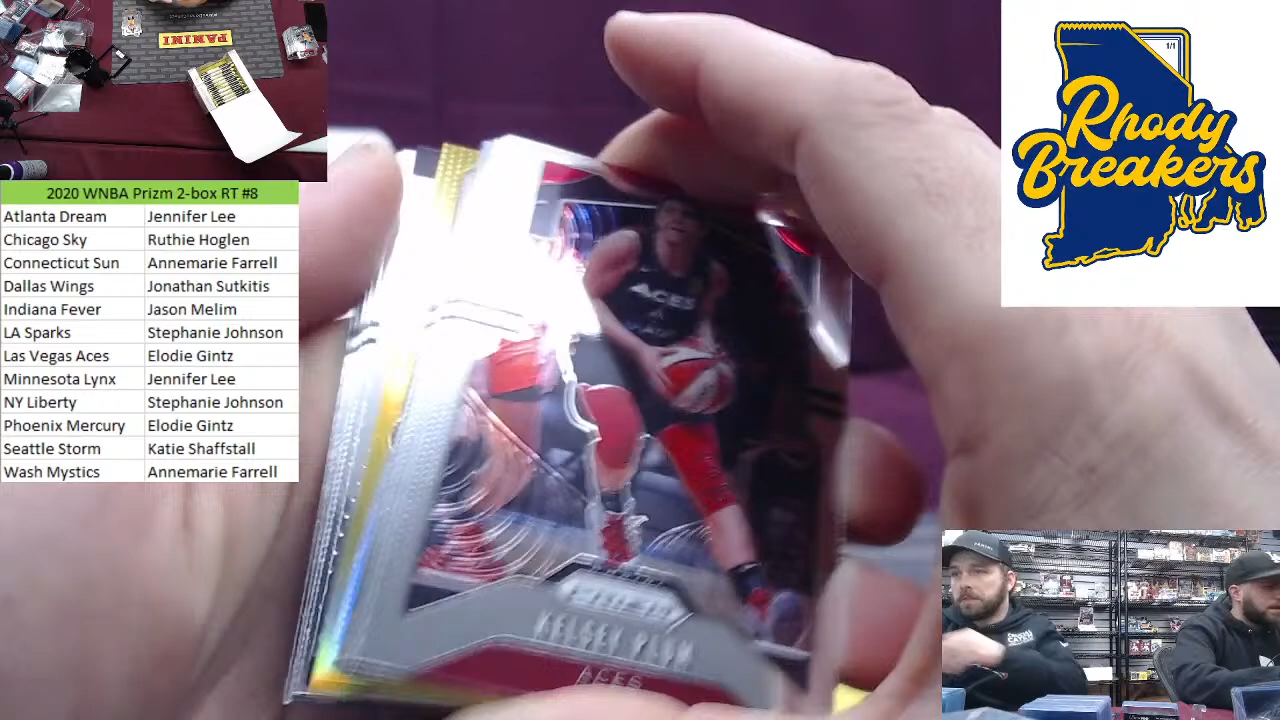 PANINI
2020 WNBA Prizm 2-box RT #8
Atlanta Dream Jennifer Lee
Chicago Sky Ruthie Hoglen
Connecticut Sun Annemarie Farrell
Dallas Wings Jonathan Sutkitis
Indiana Fever Jason Melim
LA Sparks Stephanie Johnson
Las Vegas Aces Elodie Gintz
Minnesota Lynx Jennifer Lee
NY Liberty Stephanie Johnson
Phoenix Mercury Elodie Gintz
Seattle Storm Katie Shaffstall
Wash Mystics Annemarie Farrell
1/1
Rhody
Breakers
ACES
PRIZM
KELSEY PLUM
ACES